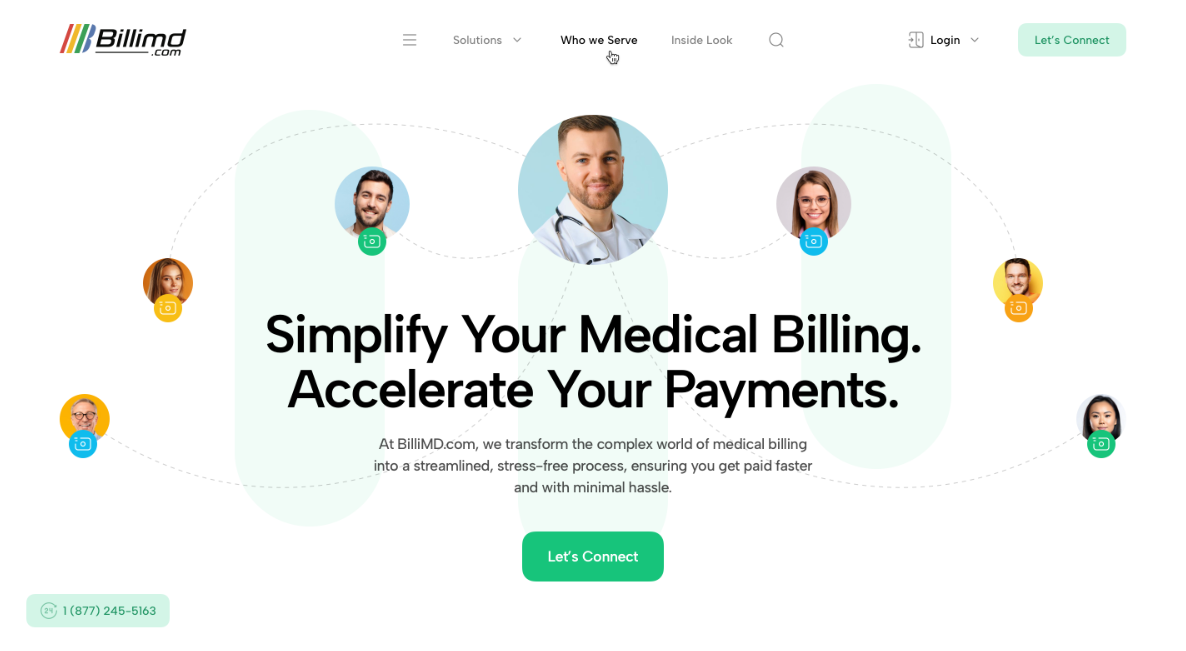 Billimd
.com
Solutions
Who we Serve
Inside Look
Login
Let's Connect
Simplify Your Medical Billing.
Accelerate Your Payments.
At BilliMD.com, we transform the complex world of medical billing
into a streamlined, stress-free process, ensuring you get paid faster
and with minimal hassle.
Let's Connect
24 1 (877) 245-5163